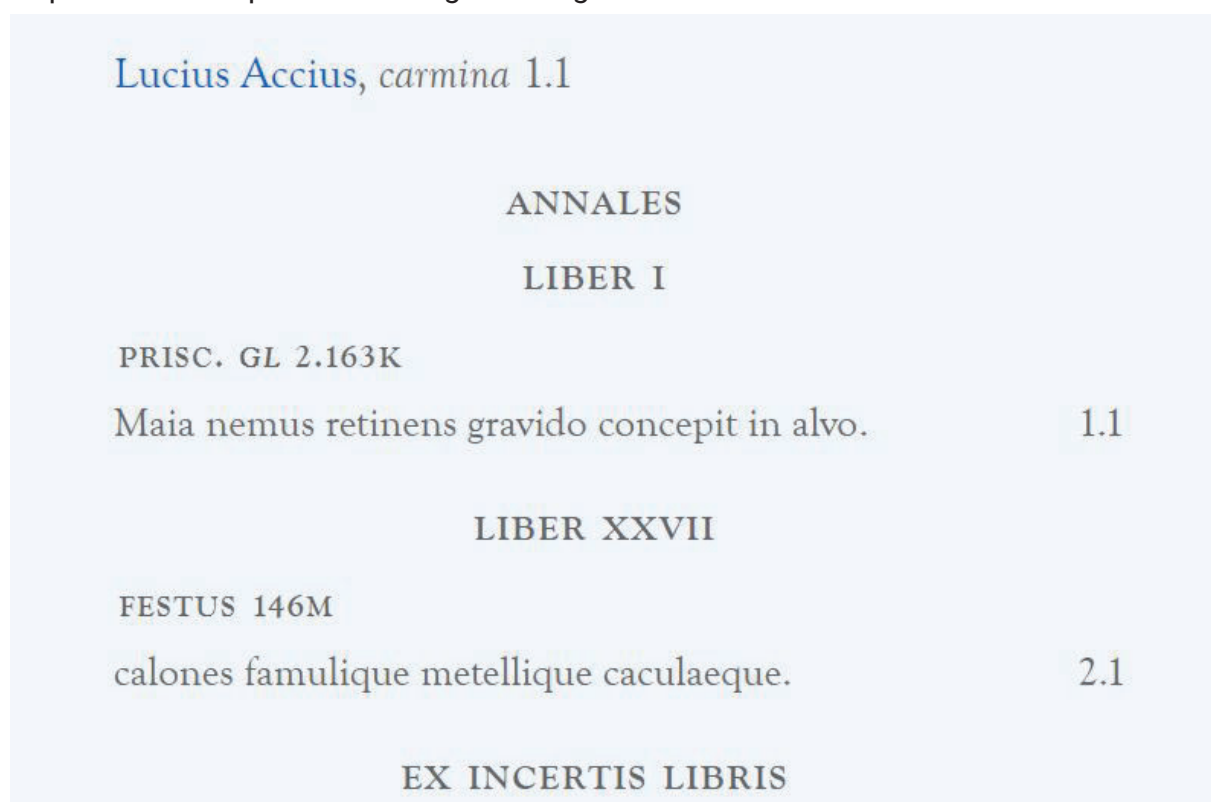 Lucius Accius, carmina 1.1
ANNALES
LIBER I
PRISC. GL 2.163K
Maia nemus retinens gravido concepit in alvo. 1.1
LIBER XXVII
FESTUS 146M
calones famulique metellique caculaeque. 2.1
EX INCERTIS LIBRIS